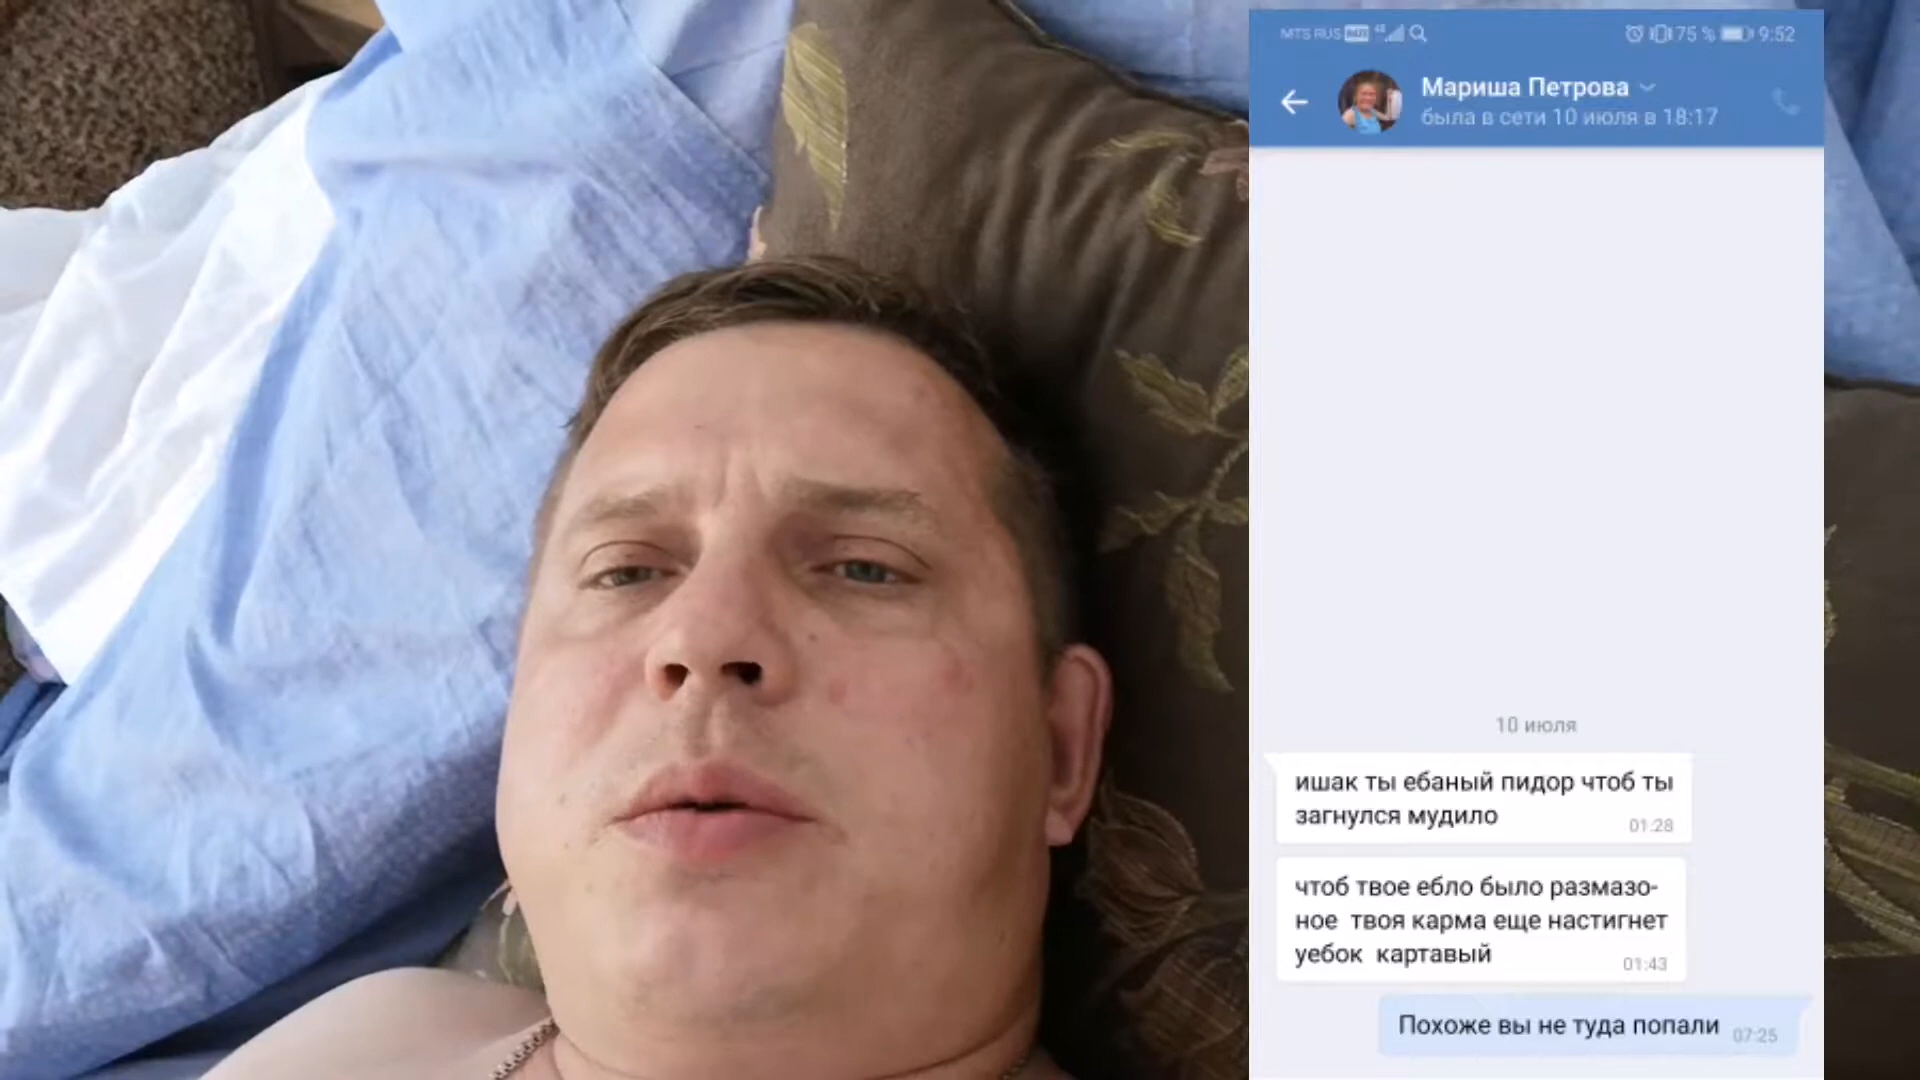 MTS RUS
75 % 9:52
Мариша Петрова
была в сети 10 июля в 18:17
10 июля
ишак ты ебаный пидор чтоб ты
загнулся мудило
01:28
чтоб твое ебло было размазо-
ное твоя карма еще настигнет
уебок картавый
01:43
Похоже вы не туда попали
07:25